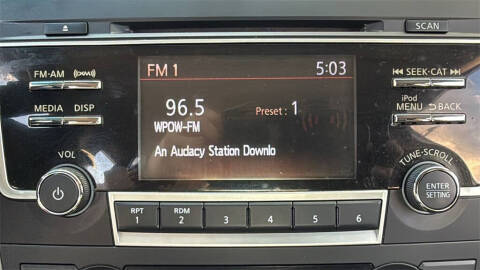 SCAN
FM·AM
MEDIA DISP
VOL
FM 1 5:03
96.5 Preset : 1
WPOW-FM
An Audacy Station Downlo
SEEK·CAT
iPod
MENU BACK
TUNE·SCROLL
ENTER
SETTING
RPT 1
RDM 2
3
4
5
6